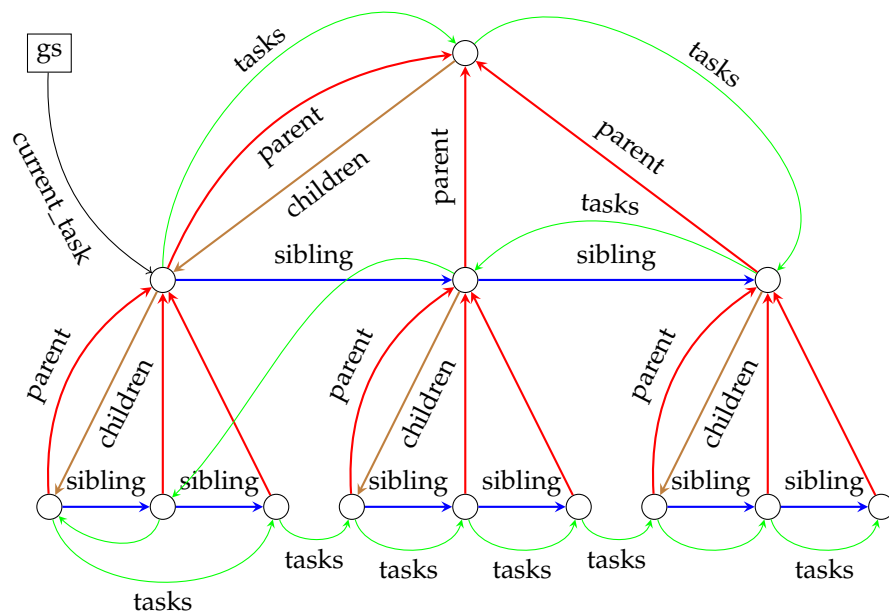 gs
tasks
tasks
parent
children
parent
parent
current_task
tasks
sibling
sibling
parent
children
parent
children
parent
children
sibling
sibling
sibling
sibling
sibling
sibling
tasks
tasks
tasks
tasks
tasks
tasks